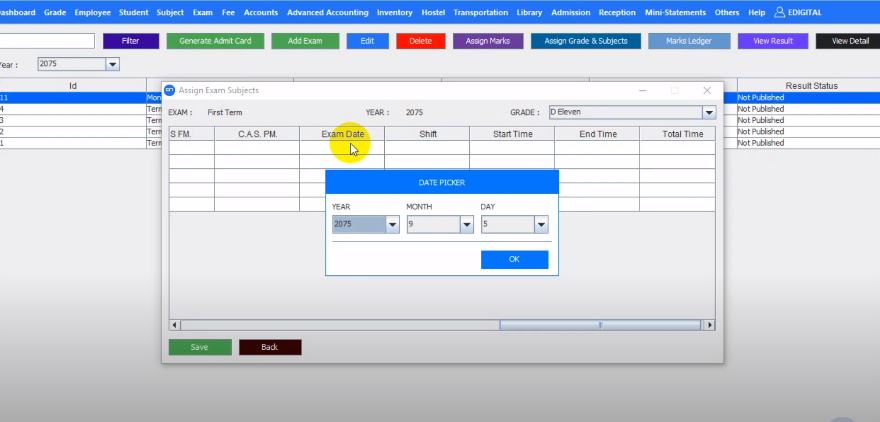 Dashboard Grade Employee Student Subject Exam Fee Accounts Advanced Accounting Inventory Hostel Transportation Library Admission Reception Mini-Statements Others Help EDIGITAL
Filter Generate Admit Card Add Exam Edit Delete Assign Marks Assign Grade & Subjects Marks Ledger View Result View Detail
Year : 2075
Id Result Status
11 Mon Not Published
4 Term Not Published
3 Term Not Published
2 Term Not Published
1 Term Not Published
Assign Exam Subjects
EXAM : First Term YEAR : 2075 GRADE : D Eleven
S FM. C.A.S. PM. Exam Date Shift Start Time End Time Total Time
DATE PICKER
YEAR MONTH DAY
2075 9 5
OK
Save Back